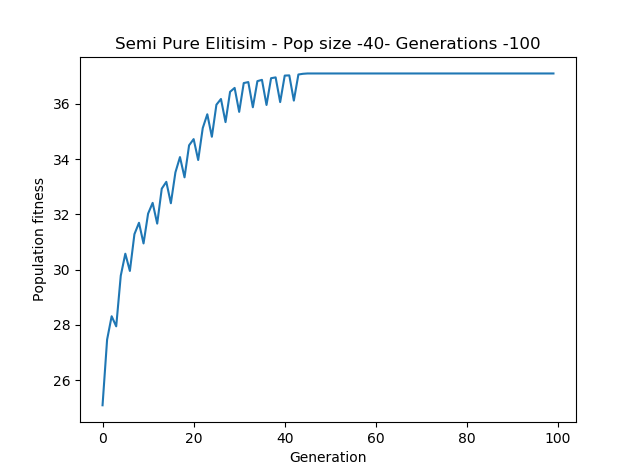 Semi Pure Elitisim - Pop size -40- Generations -100
36
34
32
30
28
26
Population fitness
0 20 40 60 80 100
Generation